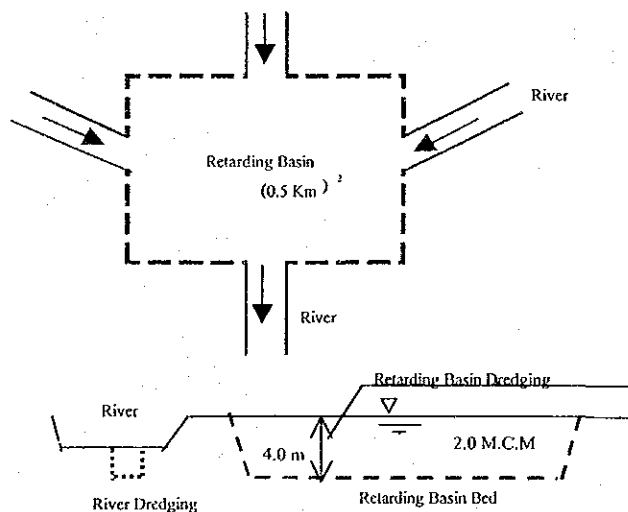 River
Retarding Basin
(0.5 Km) 2
River
Retarding Basin Dredging
River
4.0 m
2.0 M.C.M
River Dredging
Retarding Basin Bed